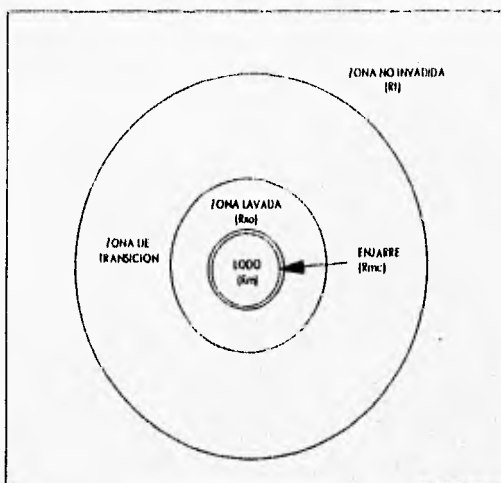 ZONA NO INVADIDA
(Rt)
ZONA LAVADA
(Rxo)
ZONA DE
TRANSICION
LODO
(Rm)
ENJARRE
(Rmc)